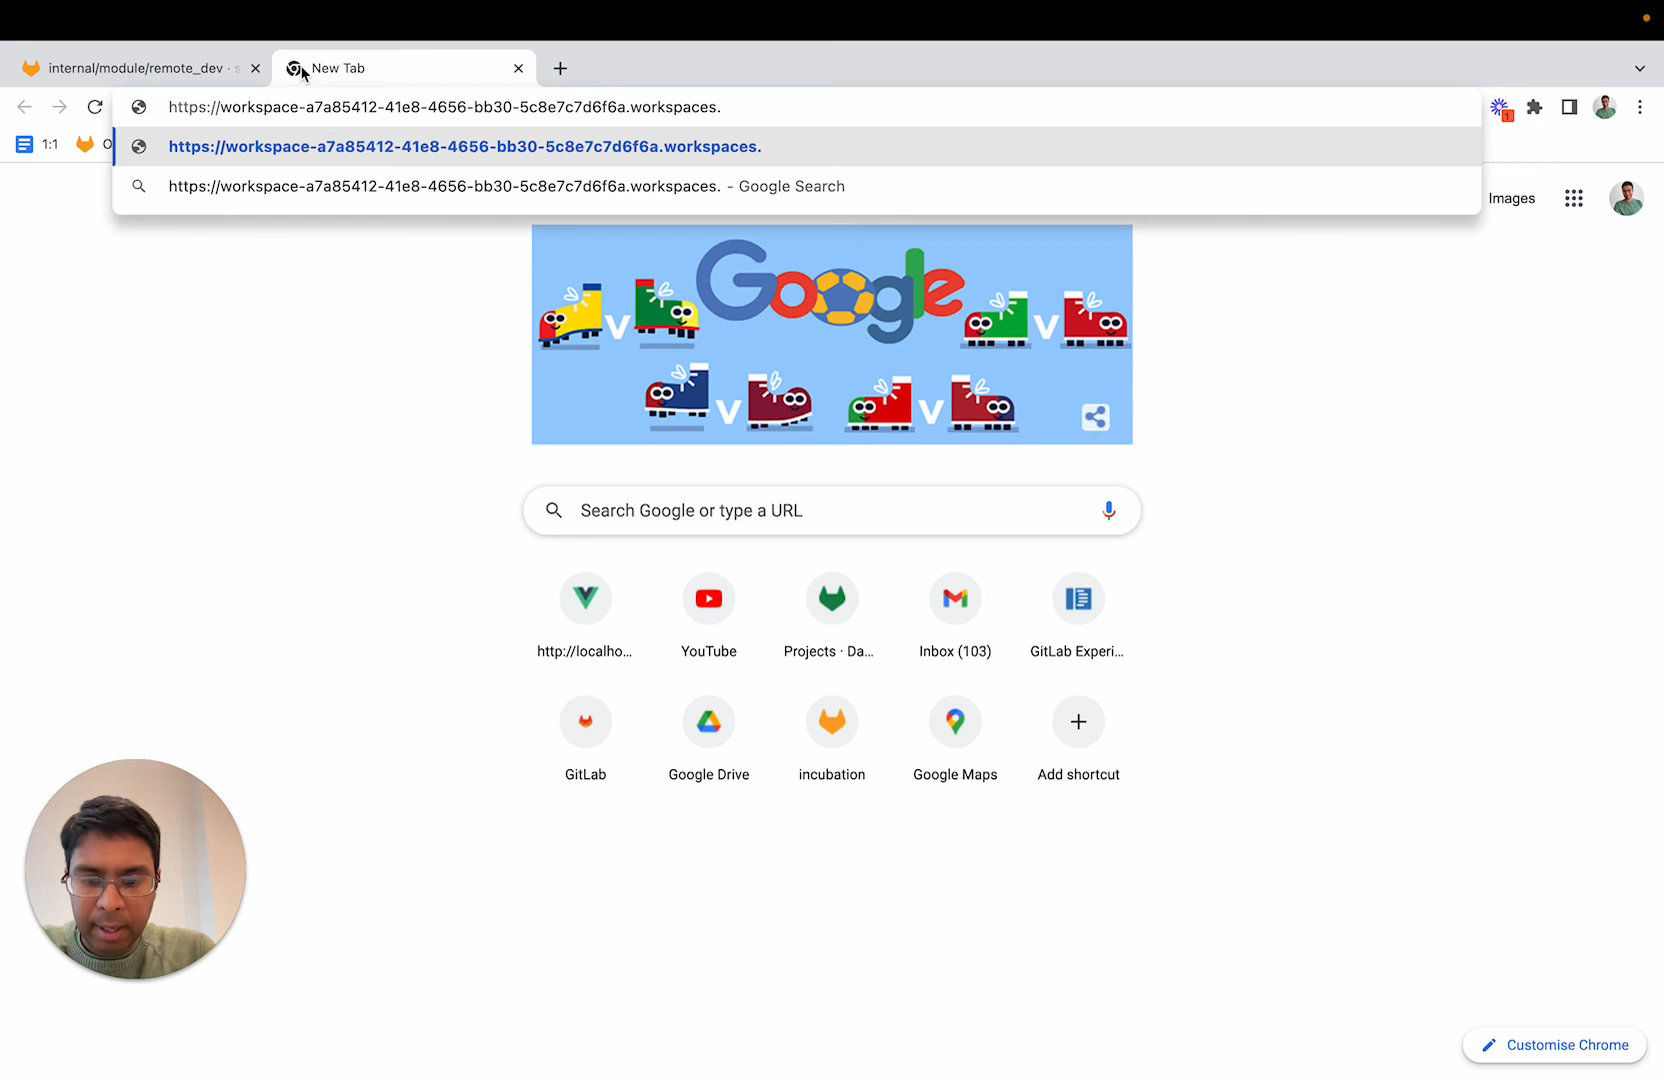 internal/module/remote_dev · s
New Tab
https://workspace-a7a85412-41e8-4656-bb30-5c8e7c7d6f6a.workspaces.
1
1:1
O
https://workspace-a7a85412-41e8-4656-bb30-5c8e7c7d6f6a.workspaces.
https://workspace-a7a85412-41e8-4656-bb30-5c8e7c7d6f6a.workspaces. - Google Search
Images
Google
V
V
V
V
Search Google or type a URL
http://localho...
YouTube
Projects · Da...
Inbox (103)
GitLab Experi...
GitLab
Google Drive
incubation
Google Maps
Add shortcut
Customise Chrome